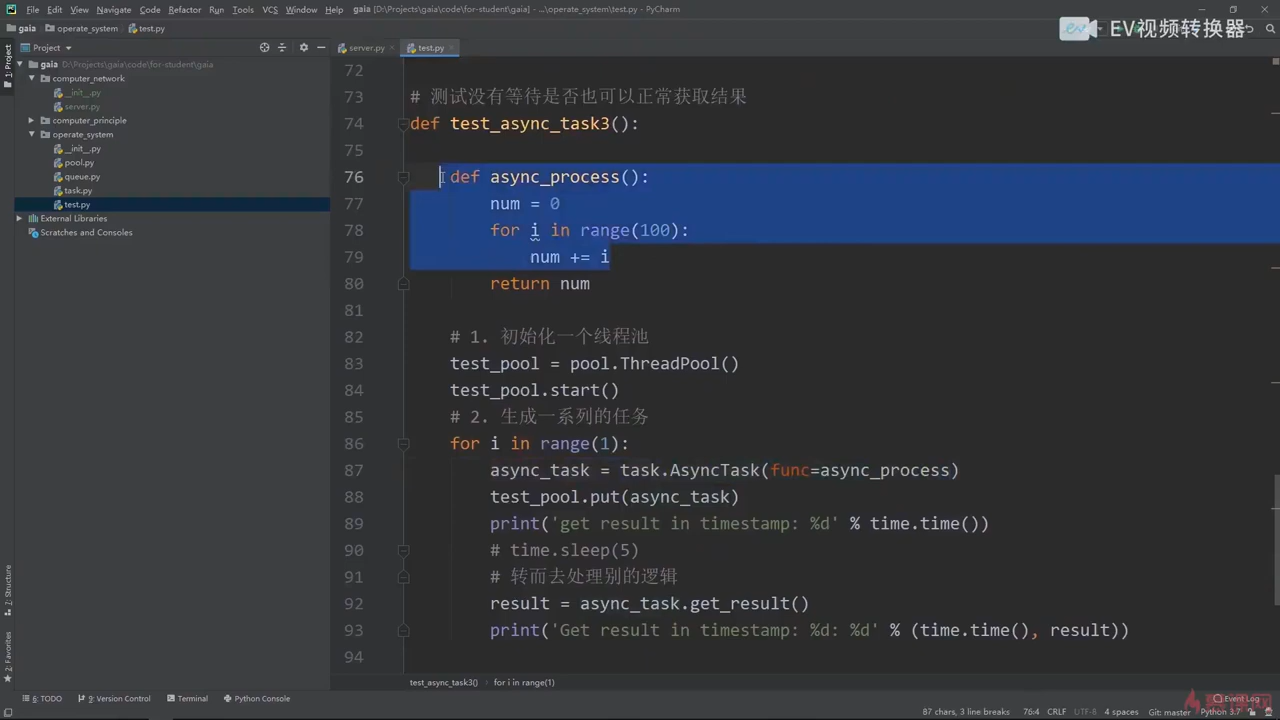 File Edit View Navigate Code Refactor Run Tools VCS Window Help gaia [D:\Projects\gaia\code\for-student\gaia] - ...\operate_system\test.py - PyCharm
gaia operate_system test.py
EV视频转换器
Project
server.py test.py
1: Project
gaia D:\Projects\gaia\code\for-student\gaia
computer_network
__init__.py
server.py
computer_principle
operate_system
__init__.py
pool.py
queue.py
task.py
test.py
External Libraries
Scratches and Consoles
72
73 # 测试没有等待是否也可以正常获取结果
74 def test_async_task3():
75
76 def async_process():
77 num = 0
78 for i in range(100):
79 num += i
80 return num
81
82 # 1. 初始化一个线程池
83 test_pool = pool.ThreadPool()
84 test_pool.start()
85 # 2. 生成一系列的任务
86 for i in range(1):
87 async_task = task.AsyncTask(func=async_process)
88 test_pool.put(async_task)
89 print('get result in timestamp: %d' % time.time())
90 # time.sleep(5)
91 # 转而去处理别的逻辑
92 result = async_task.get_result()
93 print('Get result in timestamp: %d: %d' % (time.time(), result))
94
7: Structure
2: Favorites
test_async_task3() for i in range(1)
6: TODO 9: Version Control Terminal Python Console Event Log
87 chars, 3 line breaks 76:4 CRLF UTF-8 4 spaces Git: master Python 3.7